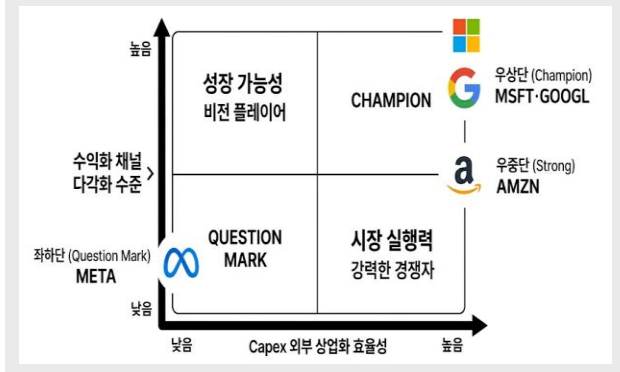 높음
성장 가능성
비전 플레이어
CHAMPION
우상단 (Champion)
MSFT·GOOGL
수익화 채널
다각화 수준
우중단 (Strong)
AMZN
좌하단 (Question Mark)
META
QUESTION
MARK
시장 실행력
강력한 경쟁자
낮음
낮음
Capex 외부 상업화 효율성
높음